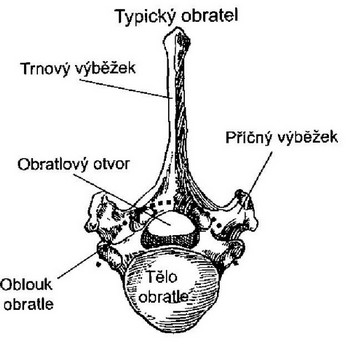 Typický obratel
Trnový výběžek
Příčný výběžek
Obratlový otvor
Oblouk
obratle
Tělo
obratle